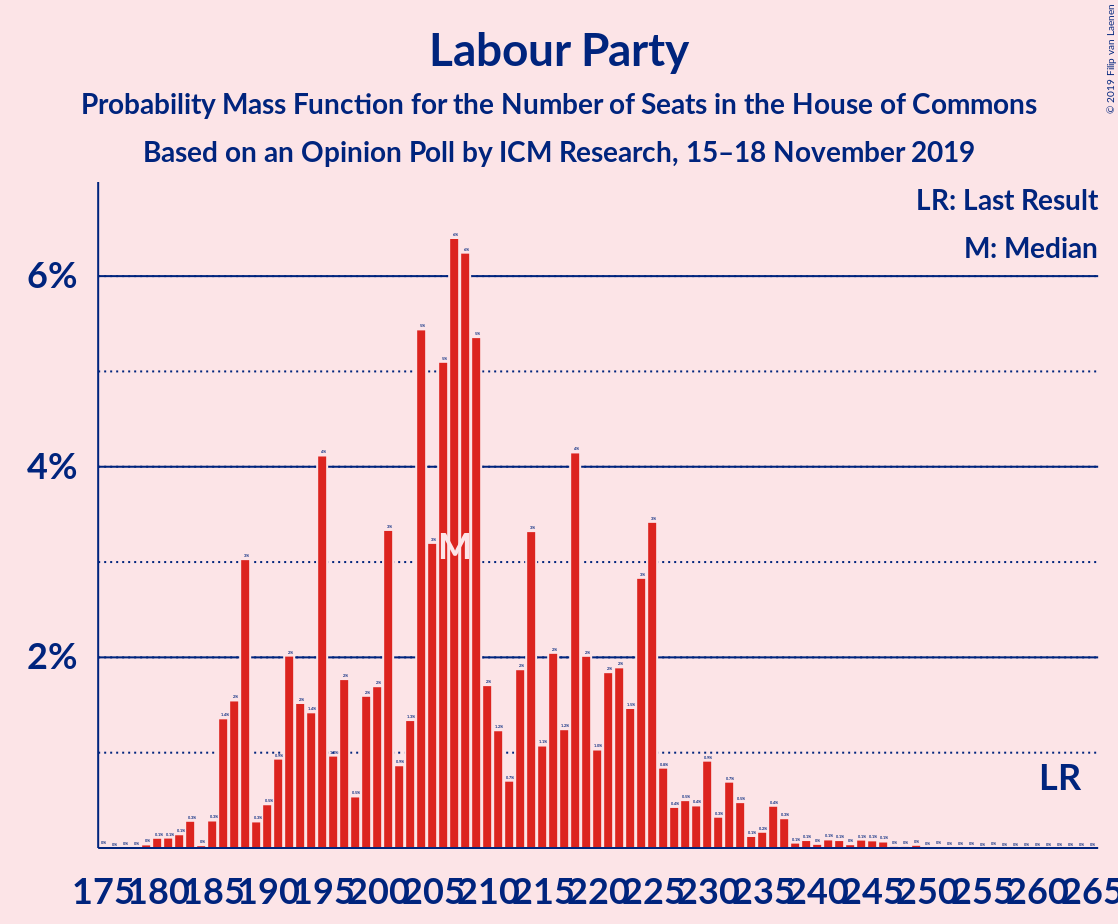 Labour Party
Probability Mass Function for the Number of Seats in the House of Commons
Based on an Opinion Poll by ICM Research, 15–18 November 2019
© 2019 Filip van Laenen
LR: Last Result
M: Median
6%
4%
2%
M
LR
175 180 185 190 195 200 205 210 215 220 225 230 235 240 245 250 255 260 265